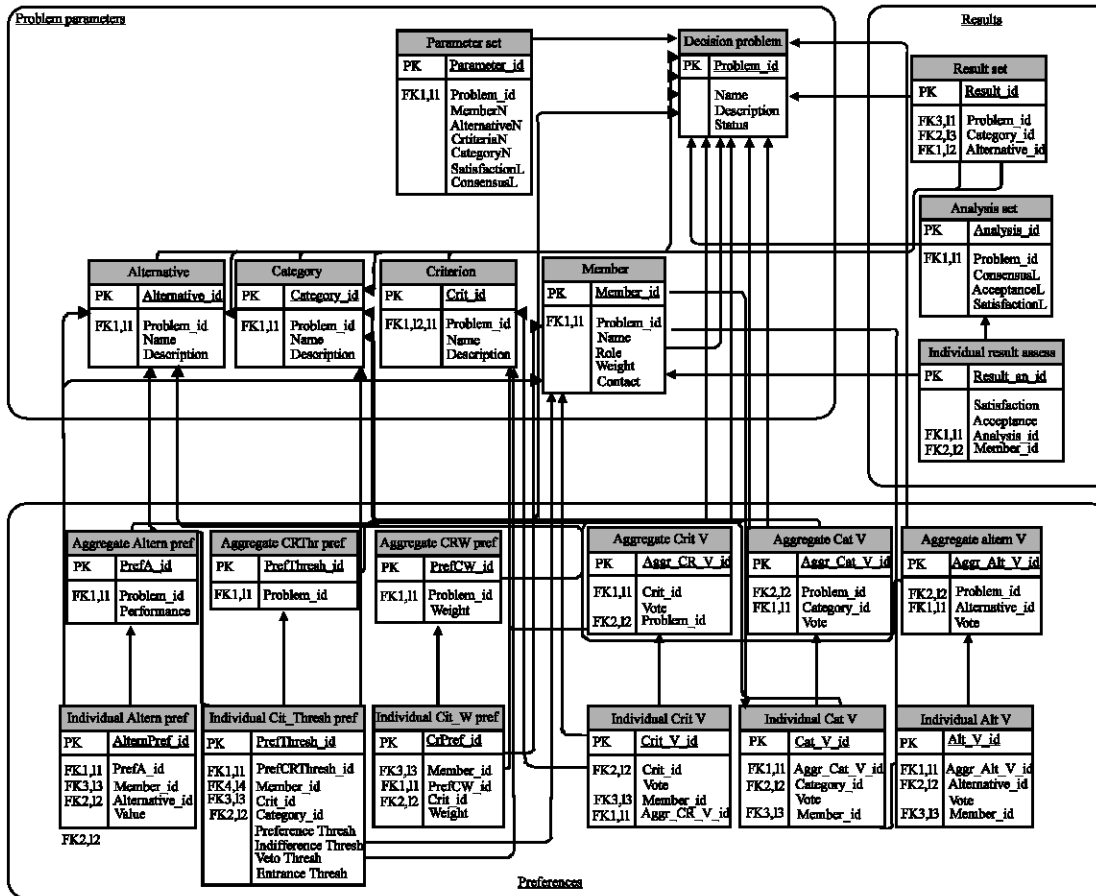 Problem parameters
Results
Parameter set
PK Parameter_id
FK1,I1 Problem_id
MemberN
AlternativeN
CrtiteriaN
CategoryN
SatisfactionL
ConsensusL
Decision problem
PK Problem_id
Name
Description
Status
Result set
PK Result_id
FK3,I1 Problem_id
FK2,I3 Category_id
FK1,I2 Alternative_id
Analysis set
PK Analysis_id
FK1,I1 Problem_id
ConsensusL
AcceptanceL
SatisfactionL
Alternative
PK Alternative_id
FK1,I1 Problem_id
Name
Description
Category
PK Category_id
FK1,I1 Problem_id
Name
Description
Criterion
PK Crit_id
FK1,I2,I1 Problem_id
Name
Description
Member
PK Member_id
FK1,I1 Problem_id
Name
Role
Weight
Contact
Individual result assess
PK Result_an_id
Satisfaction
Acceptance
FK1,I1 Analysis_id
FK2,I2 Member_id
Aggregate Altern pref
PK PrefA_id
FK1,I1 Problem_id
Performance
Aggregate CRThr pref
PK PrefThresh_id
FK1,I1 Problem_id
Aggregate CRW pref
PK PrefCW_id
FK1,I1 Problem_id
Weight
Aggregate Crit V
PK Aggr_CR_V_id
FK1,I1 Crit_id
Vote
FK2,I2 Problem_id
Aggregate Cat V
PK Aggr_Cat_V_id
FK2,I2 Problem_id
FK1,I1 Category_id
Vote
Aggregate altern V
PK Aggr_Alt_V_id
FK2,I2 Problem_id
FK1,I1 Alternative_id
Vote
Individual Altern pref
PK AlternPref_id
FK1,I1 PrefA_id
FK3,I3 Member_id
FK2,I2 Alternative_id
Value
FK2,I2
Individual Cit_Thresh pref
PK PrefThresh_id
FK1,I1 PrefCRThresh_id
FK4,I4 Member_id
FK3,I3 Crit_id
FK2,I2 Category_id
Preference Thresh
Indifference Thresh
Veto Thresh
Entrance Thresh
Individual Cit_W pref
PK CrPref_id
FK3,I3 Member_id
FK1,I1 PrefCW_id
FK2,I2 Crit_id
Weight
Individual Crit V
PK Crit_V_id
FK2,I2 Crit_id
Vote
FK3,I3 Member_id
FK1,I1 Aggr_CR_V_id
Individual Cat V
PK Cat_V_id
FK1,I1 Aggr_Cat_V_id
FK2,I2 Category_id
Vote
FK3,I3 Member_id
Individual Alt V
PK Alt_V_id
FK1,I1 Aggr_Alt_V_id
FK2,I2 Alternative_id
Vote
FK3,I3 Member_id
Preferences